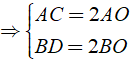 ⇒ { AC = 2AO
BD = 2BO